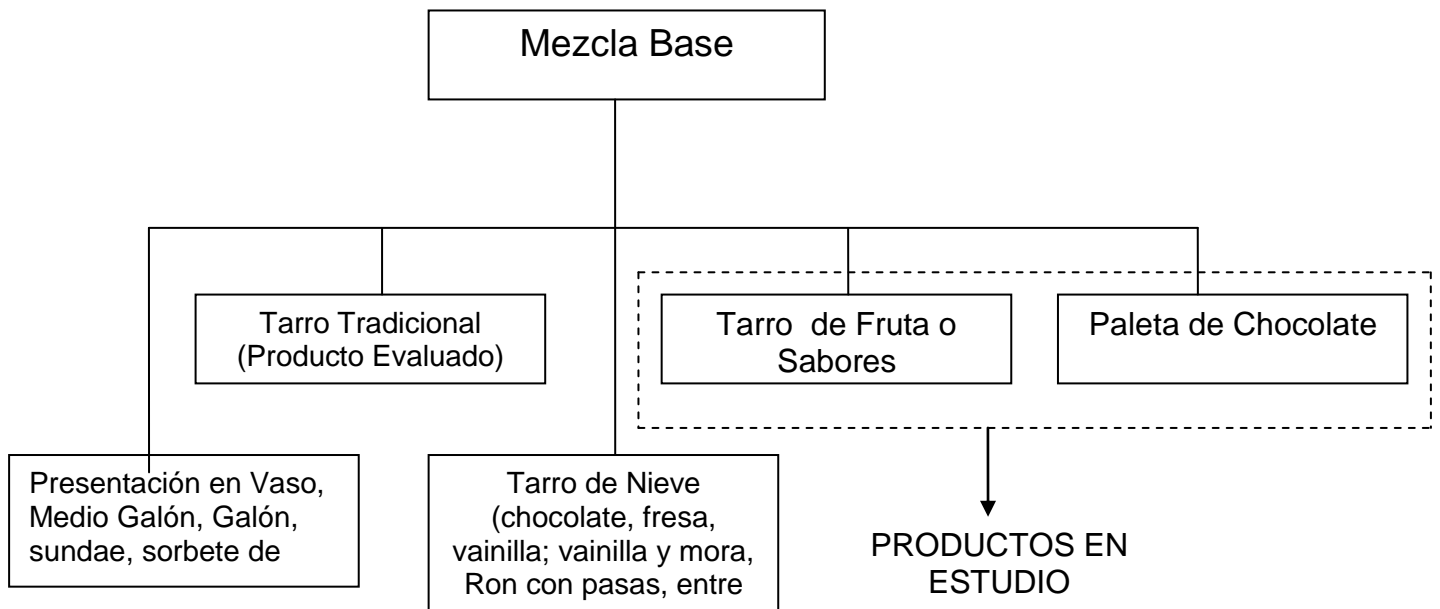 Mezcla Base
Tarro Tradicional
(Producto Evaluado)
Tarro de Fruta o
Sabores
Paleta de Chocolate
Presentación en Vaso,
Medio Galón, Galón,
sundae, sorbete de
Tarro de Nieve
(chocolate, fresa,
vainilla; vainilla y mora,
Ron con pasas, entre
PRODUCTOS EN
ESTUDIO